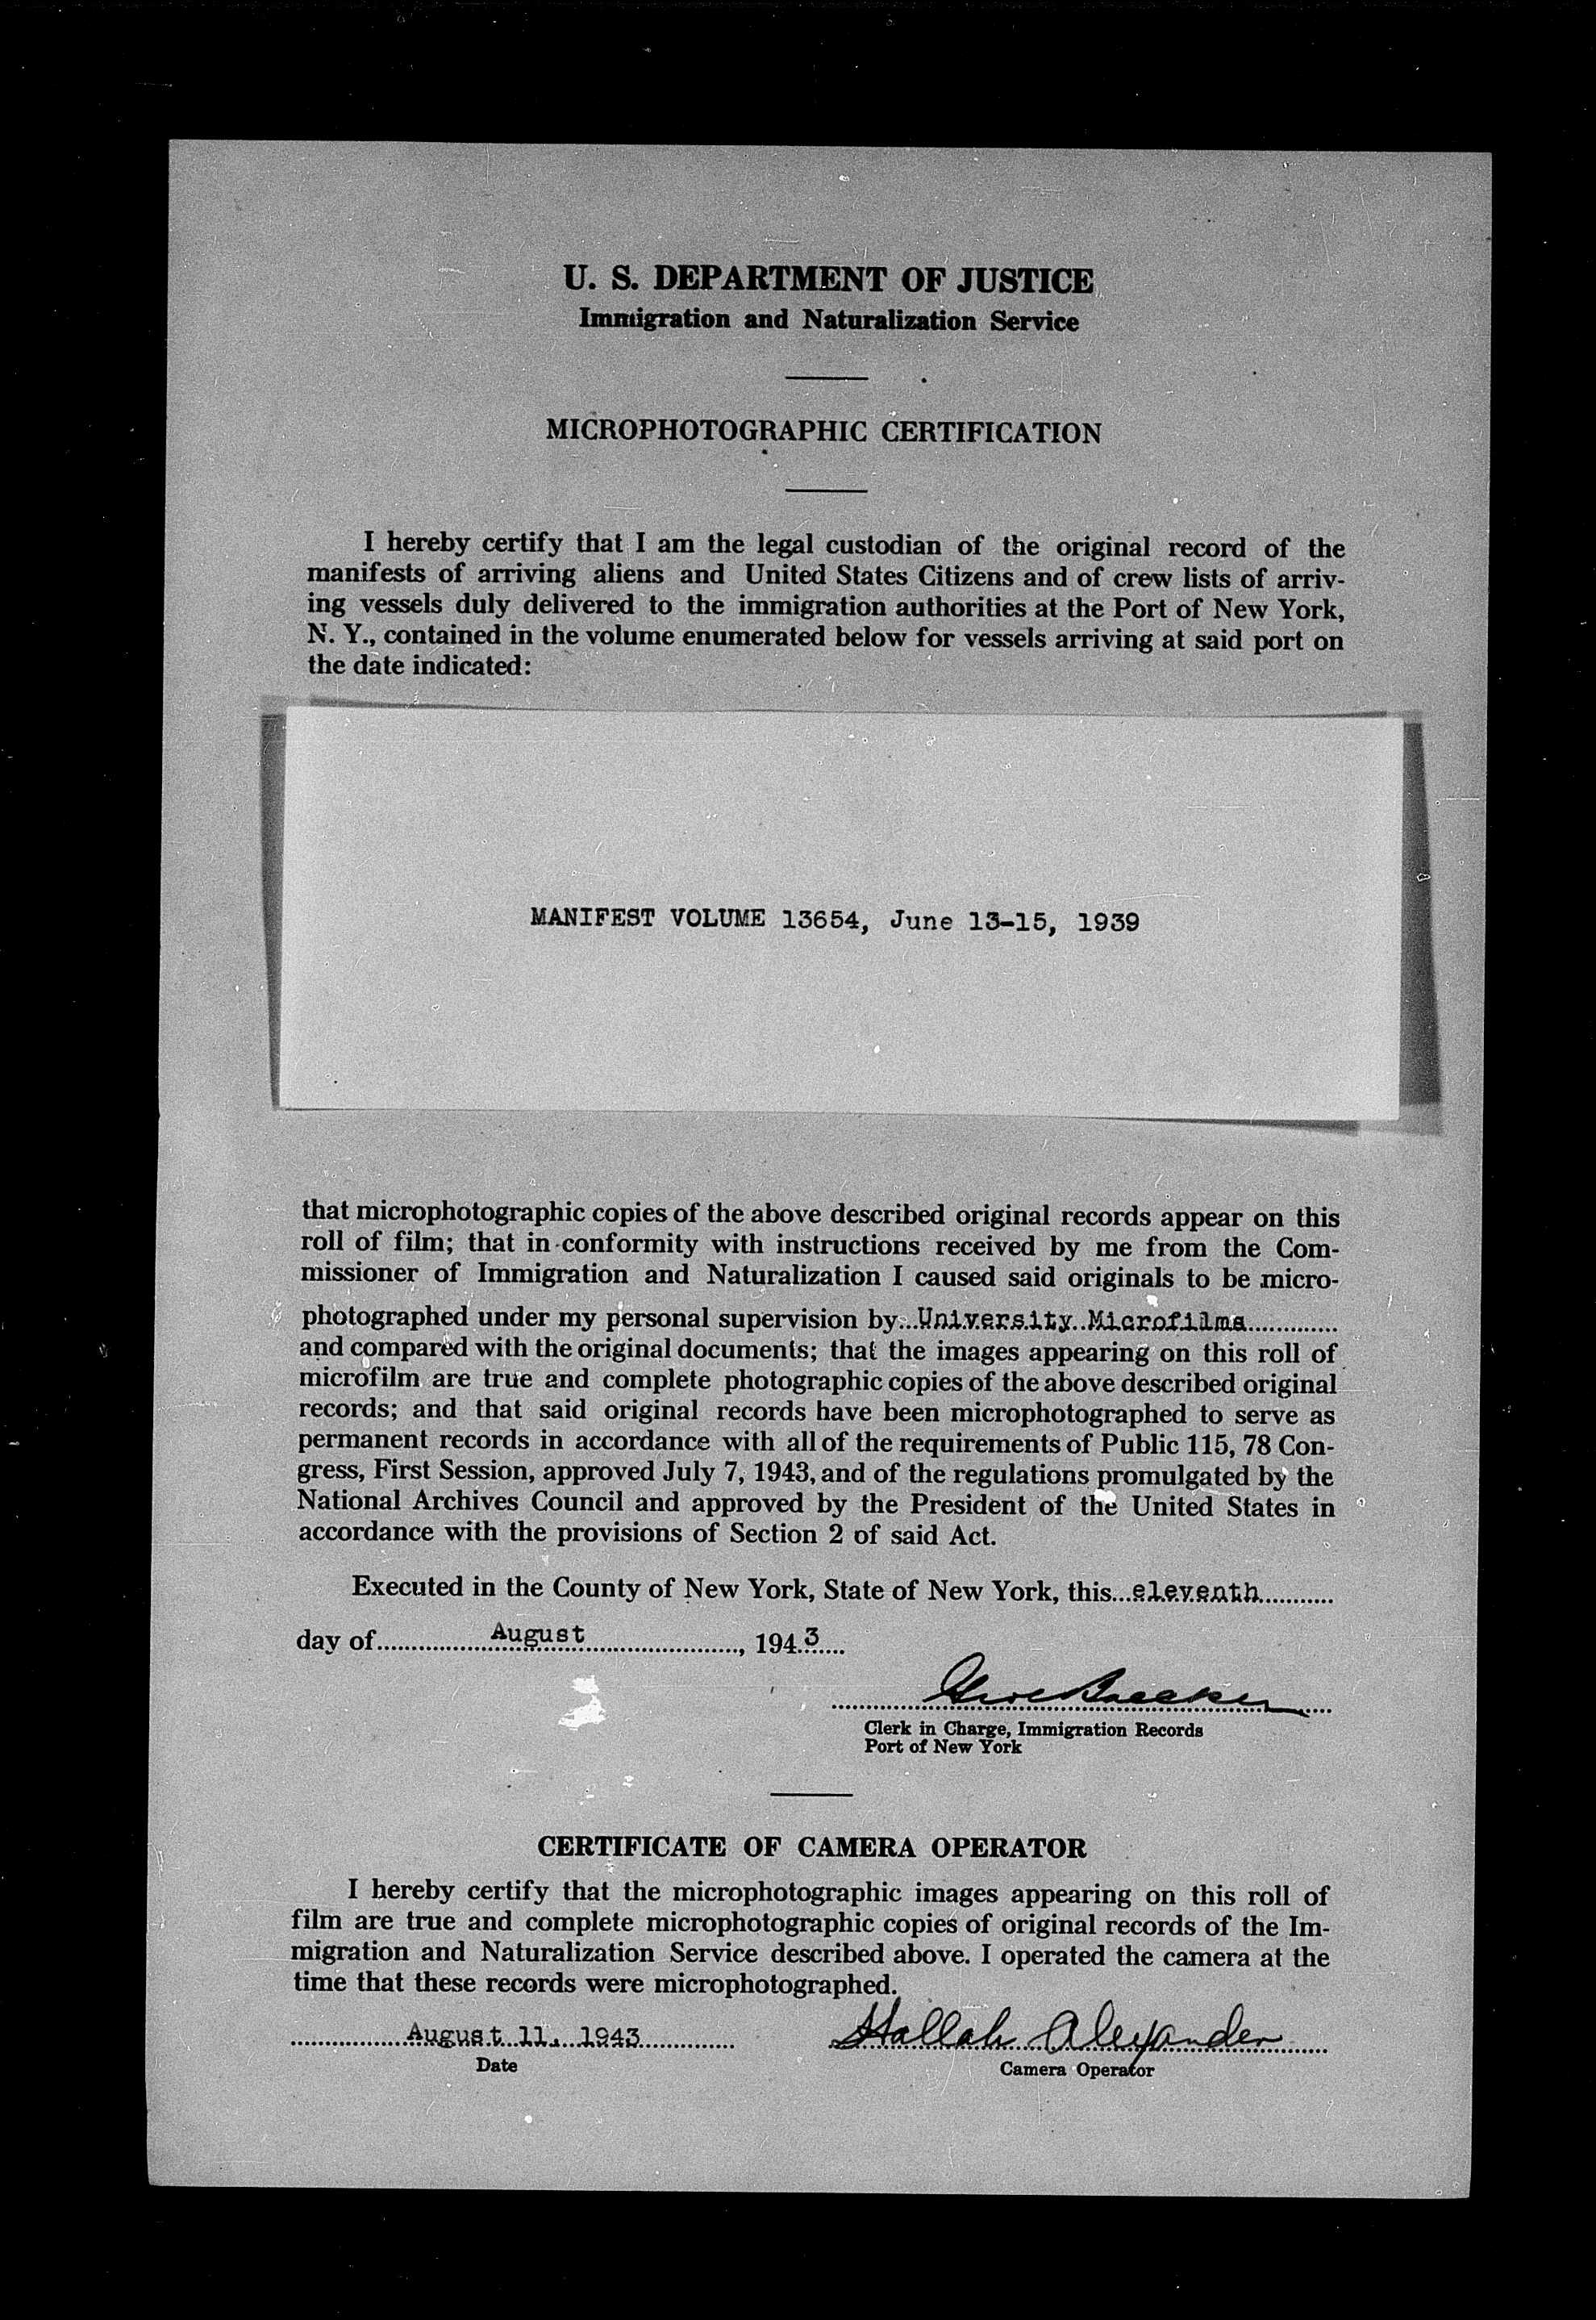 U. S. DEPARTMENT OF JUSTICE
Immigration and Naturalization Service
MICROPHOTOGRAPHIC CERTIFICATION
I hereby certify that I am the legal custodian of the original record of the
manifests of arriving aliens and United States Citizens and of crew lists of arriv-
ing vessels duly delivered to the immigration authorities at the Port of New York,
N. Y., contained in the volume enumerated below for vessels arriving at said port on
the date indicated:
MANIFEST VOLUME 13654, June 13-15, 1939
that microphotographic copies of the above described original records appear on this
roll of film; that in conformity with instructions received by me from the Com-
missioner of Immigration and Naturalization I caused said originals to be micro-
photographed under my personal supervision by University Microfilms
and compared with the original documents; that the images appearing on this roll of
microfilm are true and complete photographic copies of the above described original
records; and that said original records have been microphotographed to serve as
permanent records in accordance with all of the requirements of Public 115, 78 Con-
gress, First Session, approved July 7, 1943, and of the regulations promulgated by the
National Archives Council and approved by the President of the United States in
accordance with the provisions of Section 2 of said Act.
Executed in the County of New York, State of New York, this eleventh
day of August, 1943
Clerk in Charge, Immigration Records
Port of New York
CERTIFICATE OF CAMERA OPERATOR
I hereby certify that the microphotographic images appearing on this roll of
film are true and complete microphotographic copies of original records of the Im-
migration and Naturalization Service described above. I operated the camera at the
time that these records were microphotographed.
August 11, 1943 Hallah Alexander
Date Camera Operator